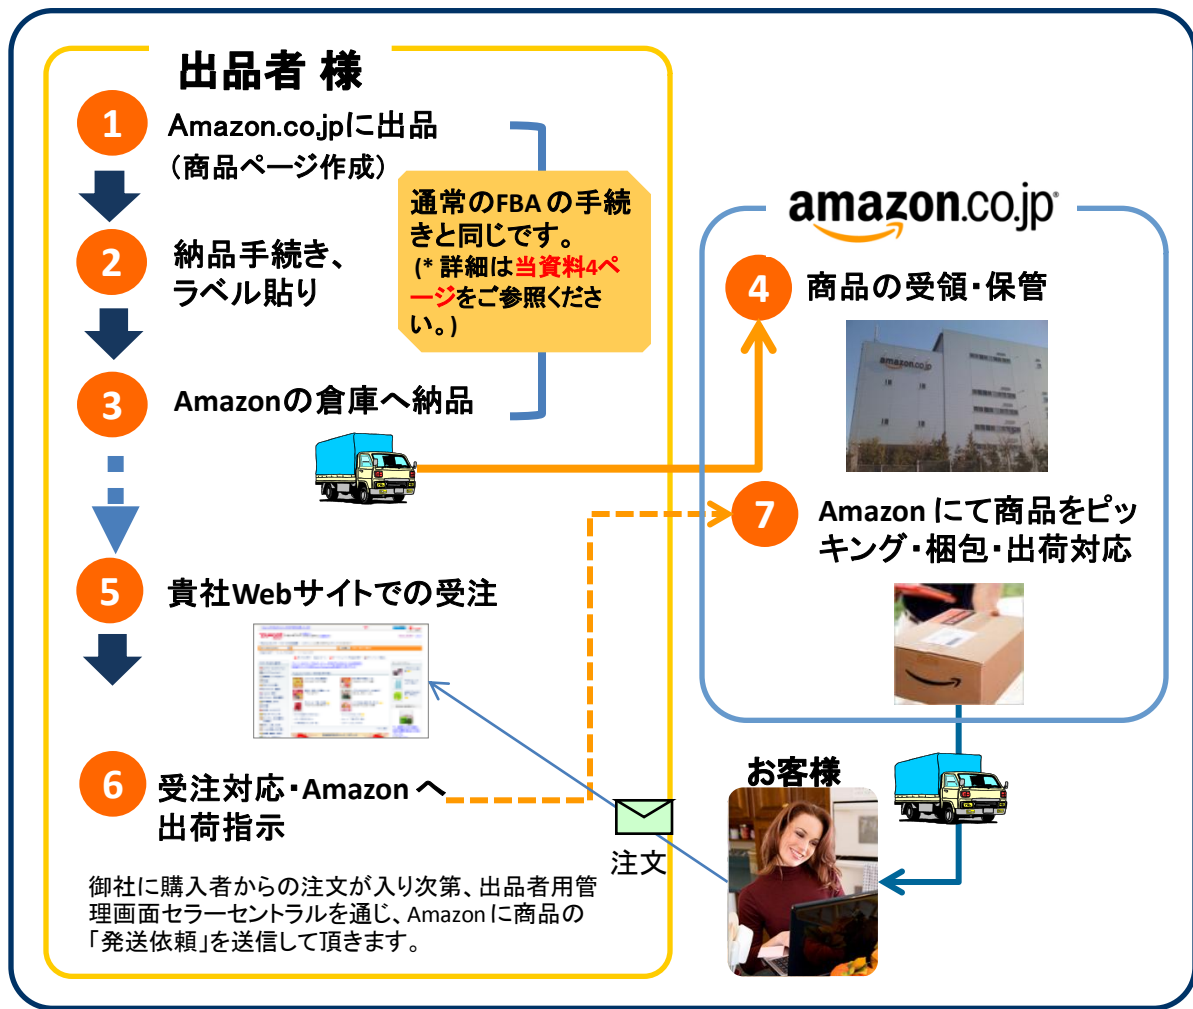 出品者 様
1
Amazon.co.jpに出品
（商品ページ作成）
2
納品手続き、
ラベル貼り
3
Amazonの倉庫へ納品
通常のFBA の手続
きと同じです。
(* 詳細は当資料4ペ
ージをご参照くださ
い。)
5
貴社Webサイトでの受注
6
受注対応・Amazon へ
出荷指示
御社に購入者からの注文が入り次第、出品者用管
理画面セラーセントラルを通じ、Amazon に商品の
「発送依頼」を送信して頂きます。
注文
amazon.co.jp
4
商品の受領・保管
amazon.co.jp
7
Amazon にて商品をピッ
キング・梱包・出荷対応
お客様